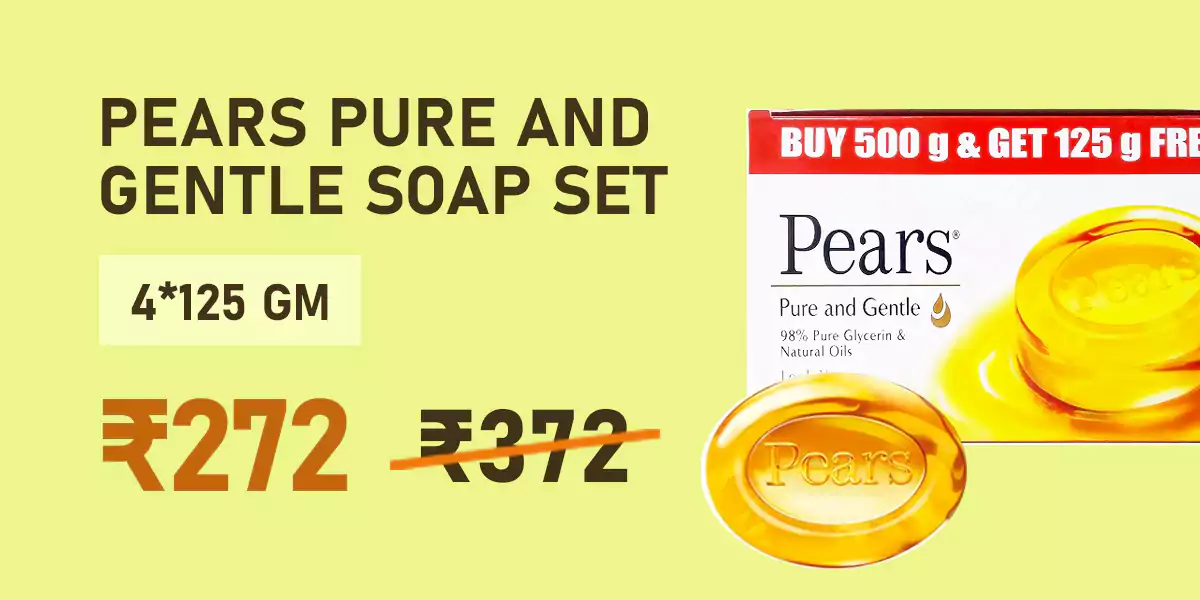 PEARS PURE AND
GENTLE SOAP SET
4*125 GM
₹272 ₹372
BUY 500 g & GET 125 g FRE
Pears®
Pure and Gentle
98% Pure Glycerin &
Natural Oils
Pears
Pears